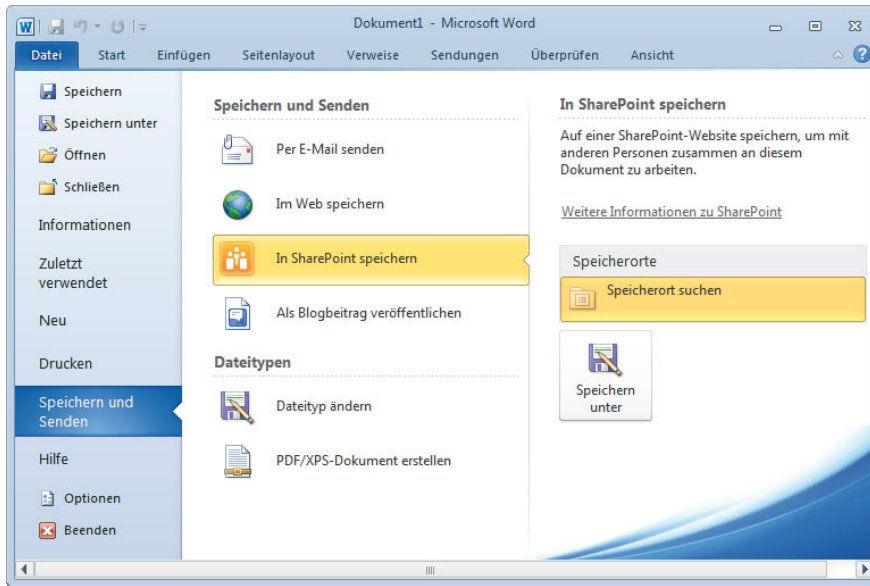 Dokument1 - Microsoft Word
Datei Start Einfügen Seitenlayout Verweise Sendungen Überprüfen Ansicht
Speichern
Speichern unter
Öffnen
Schließen
Informationen
Zuletzt
verwendet
Neu
Drucken
Speichern und
Senden
Hilfe
Optionen
Beenden
Speichern und Senden
Per E-Mail senden
Im Web speichern
In SharePoint speichern
Als Blogbeitrag veröffentlichen
Dateitypen
Dateityp ändern
PDF/XPS-Dokument erstellen
In SharePoint speichern
Auf einer SharePoint-Website speichern, um mit
anderen Personen zusammen an diesem
Dokument zu arbeiten.
Weitere Informationen zu SharePoint
Speicherorte
Speicherort suchen
Speichern
unter